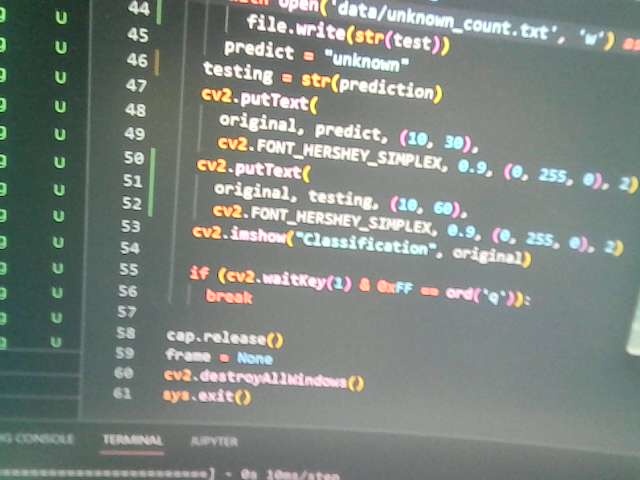 44 open('data/unknown_count.txt', 'w')
45 file.write(str(test))
46 predict = "unknown"
47 testing = str(prediction)
48 cv2.putText(
49 original, predict, (10, 30),
50 cv2.FONT_HERSHEY_SIMPLEX, 0.9, (0, 255, 0), 2)
51 cv2.putText(
52 original, testing, (10, 60),
53 cv2.FONT_HERSHEY_SIMPLEX, 0.9, (0, 255, 0), 2)
54 cv2.imshow("Classification", original)
55
56 if (cv2.waitKey(1) & 0xFF == ord('q')):
57 break
58 cap.release()
59 frame = None
60 cv2.destroyAllWindows()
61 sys.exit()
g U
g U
g U
g U
g U
g U
g U
g U
g U
g U
g U
g U
CONSOLE TERMINAL JUPYTER
=========================] - 0s 10ms/step